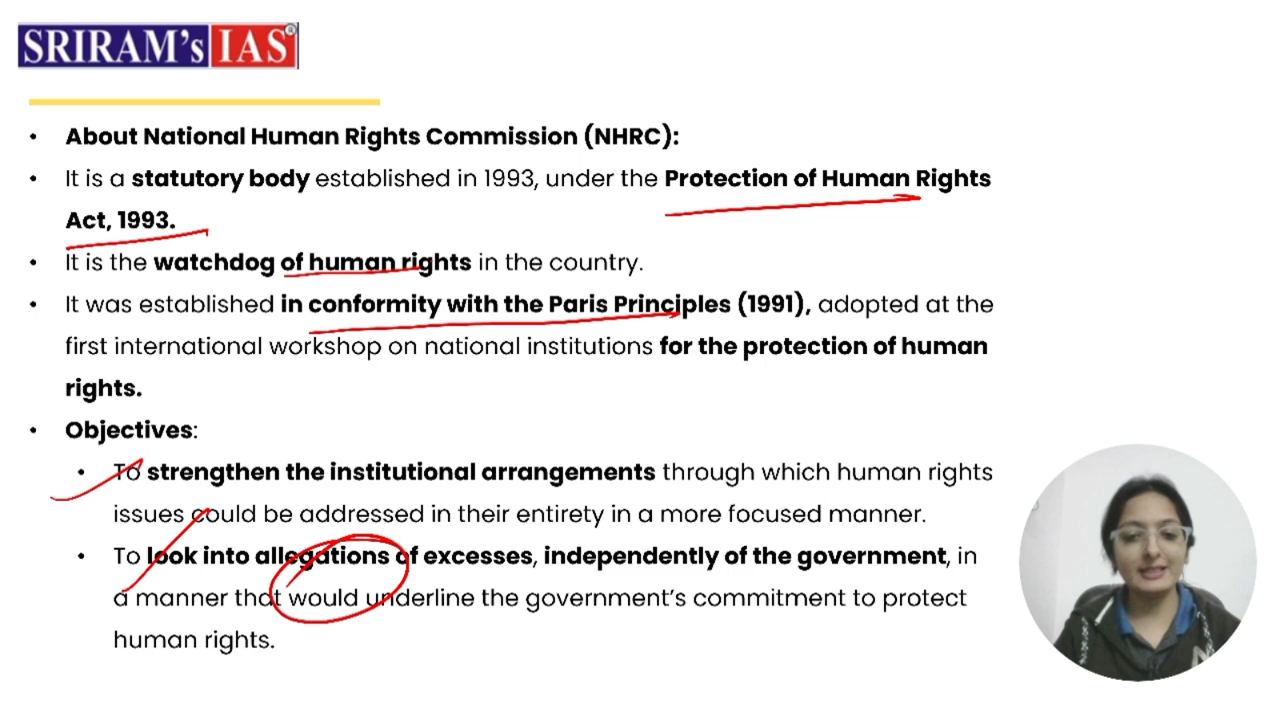 SRIRAM's IAS®
• About National Human Rights Commission (NHRC):
• It is a statutory body established in 1993, under the Protection of Human Rights
Act, 1993.
• It is the watchdog of human rights in the country.
• It was established in conformity with the Paris Principles (1991), adopted at the
first international workshop on national institutions for the protection of human
rights.
• Objectives:
• To strengthen the institutional arrangements through which human rights
issues could be addressed in their entirety in a more focused manner.
• To look into allegations of excesses, independently of the government, in
a manner that would underline the government's commitment to protect
human rights.